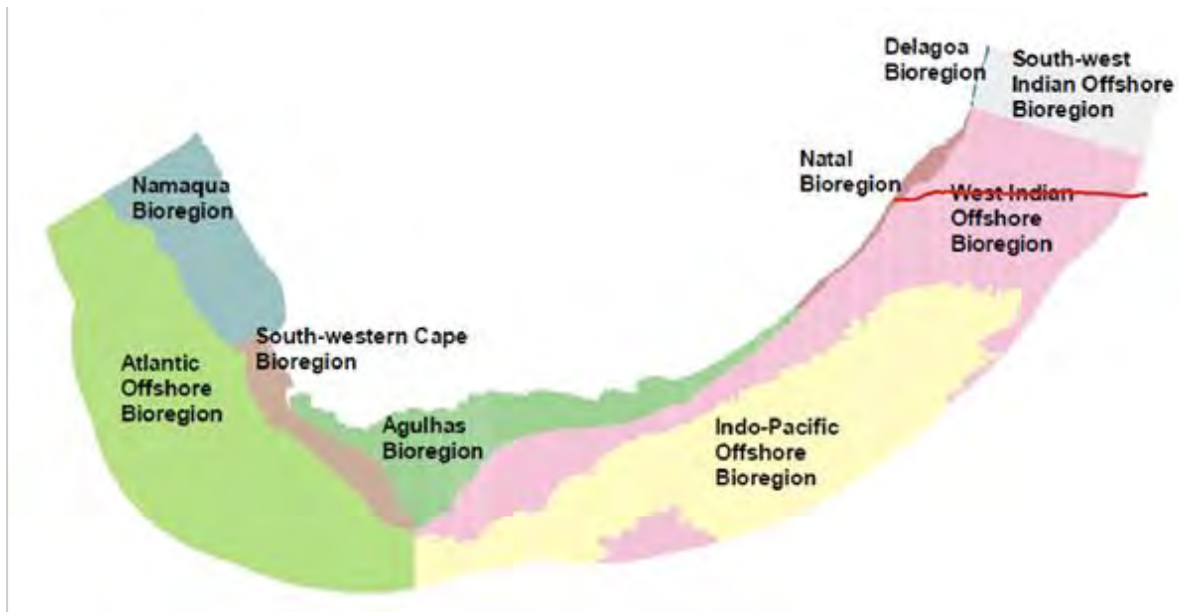 Delagoa
Bioregion
South-west
Indian Offshore
Bioregion
Natal
Bioregion
West Indian
Offshore
Bioregion
Namaqua
Bioregion
South-western Cape
Bioregion
Atlantic
Offshore
Bioregion
Agulhas
Bioregion
Indo-Pacific
Offshore
Bioregion